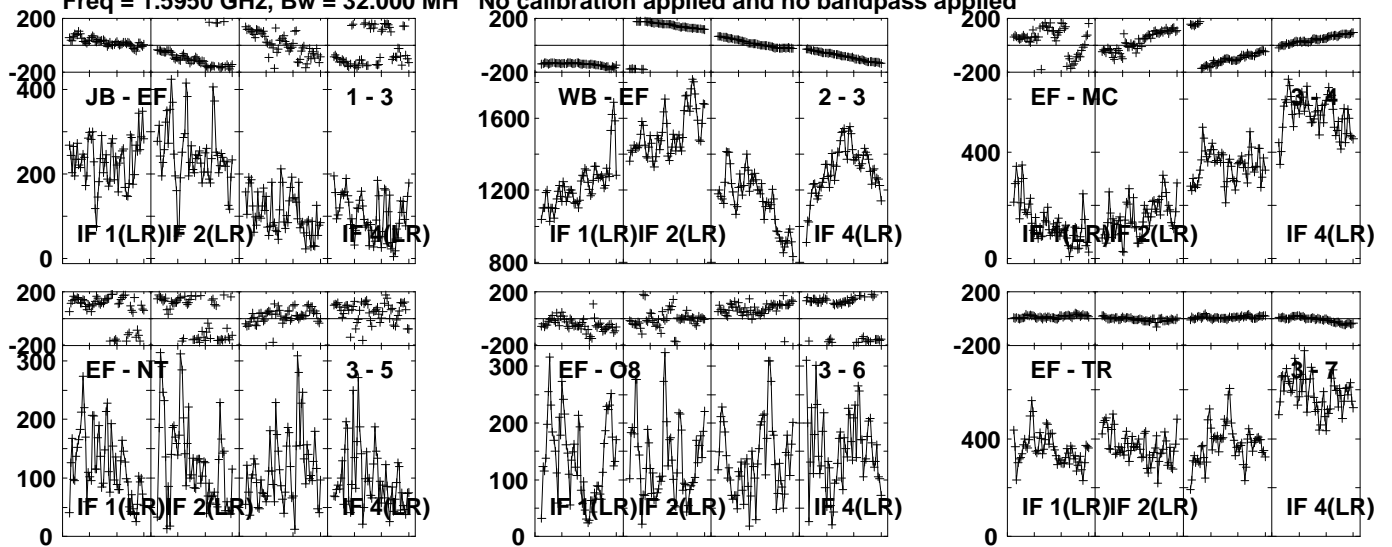 Freq = 1.5950 GHz, Bw = 32.000 MH No calibration applied and no bandpass applied
200
-200
400
200
0
JB - EF
1 - 3
IF 1(LR)
IF 2(LR)
IF 4(LR)
200
-200
1600
1200
800
WB - EF
2 - 3
IF 1(LR)
IF 2(LR)
IF 4(LR)
200
-200
400
0
EF - MC
3 - 4
IF 1(LR)
IF 2(LR)
IF 4(LR)
200
-200
300
200
100
0
EF - NT
3 - 5
IF 1(LR)
IF 2(LR)
IF 4(LR)
200
-200
300
200
100
0
EF - O8
3 - 6
IF 1(LR)
IF 2(LR)
IF 4(LR)
200
-200
400
0
EF - TR
3 - 7
IF 1(LR)
IF 2(LR)
IF 4(LR)